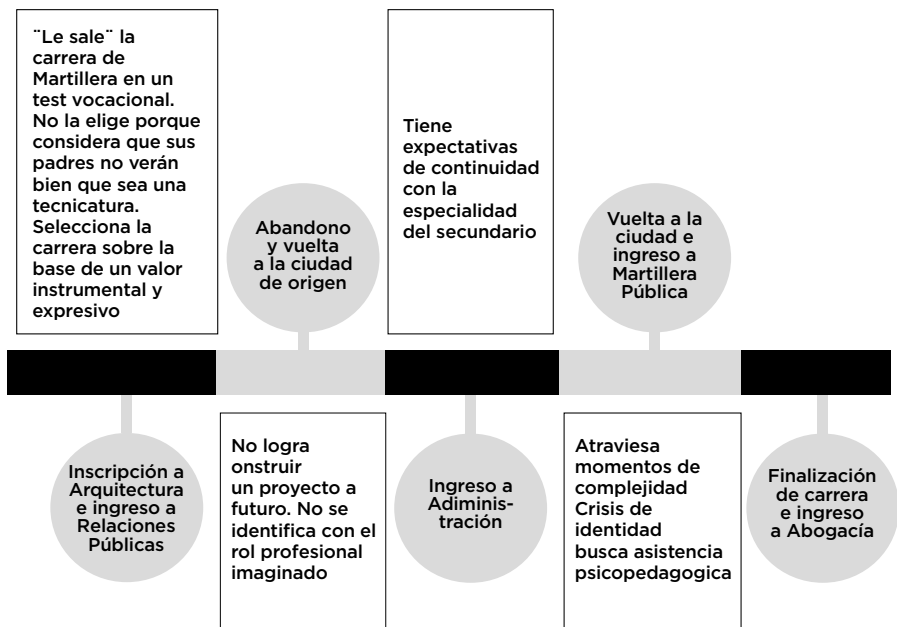 ¨Le sale¨ la
carrera de
Martillera en un
test vocacional.
No la elige porque
considera que sus
padres no verán
bien que sea una
tecnicatura.
Selecciona la
carrera sobre la
base de un valor
instrumental y
expresivo
Abandono
y vuelta
a la ciudad
de origen
Tiene
expectativas
de continuidad
con la
especialidad
del secundario
Vuelta a la
ciudad e
ingreso a
Martillera
Pública
Inscripción a
Arquitectura
e ingreso a
Relaciones
Públicas
No logra
onstruir
un proyecto a
futuro. No se
identifica con el
rol profesional
imaginado
Ingreso a
Adiminis-
tración
Atraviesa
momentos de
complejidad
Crisis de
identidad
busca asistencia
psicopedagogica
Finalización
de carrera
e ingreso
a Abogacía